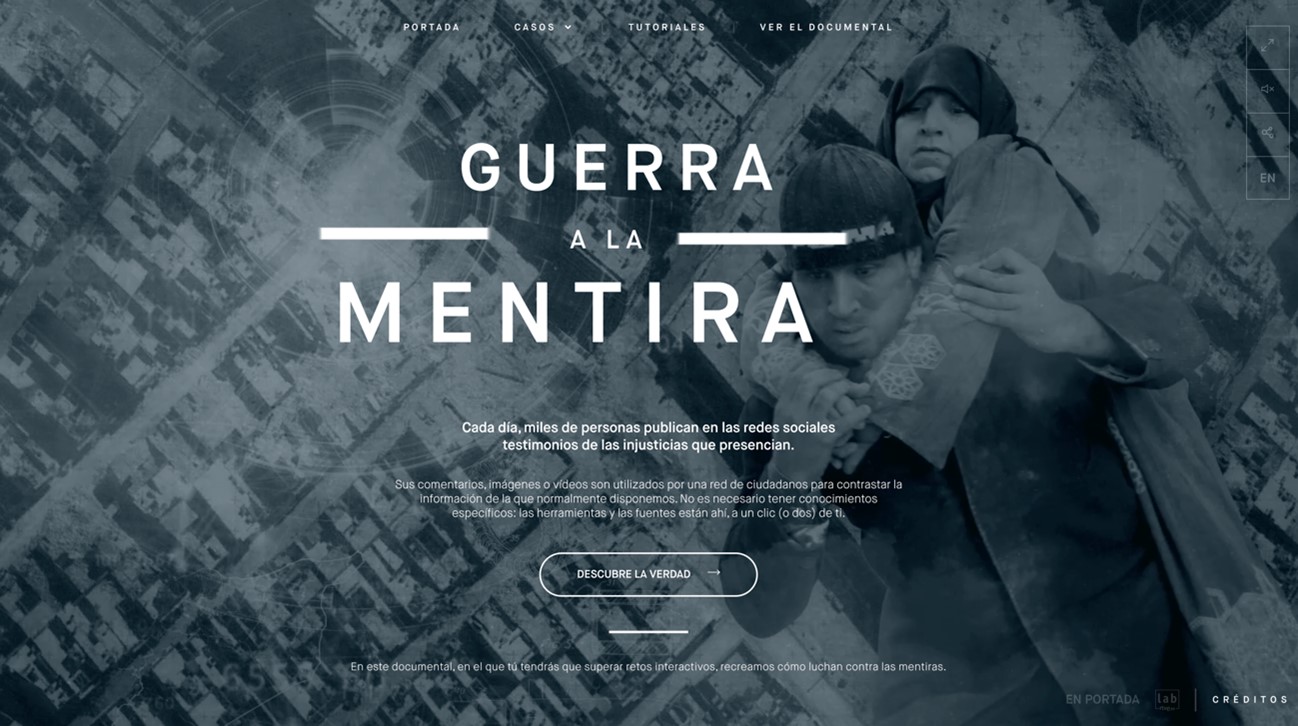 PORTADA CASOS TUTORIALES VER EL DOCUMENTAL
GUERRA
A LA
MENTIRA
EN
Cada día, miles de personas publican en las redes sociales
testimonios de las injusticias que presencian.
Sus comentarios, imágenes o vídeos son utilizados por una red de ciudadanos para contrastar la
información de la que normalmente disponemos. No es necesario tener conocimientos
específicos: las herramientas y las fuentes están ahí, a un clic (o dos) de ti.
DESCUBRE LA VERDAD
En este documental, en el que tú tendrás que superar retos interactivos, recreamos cómo luchan contra las mentiras.
EN PORTADA lab CRÉDITOS